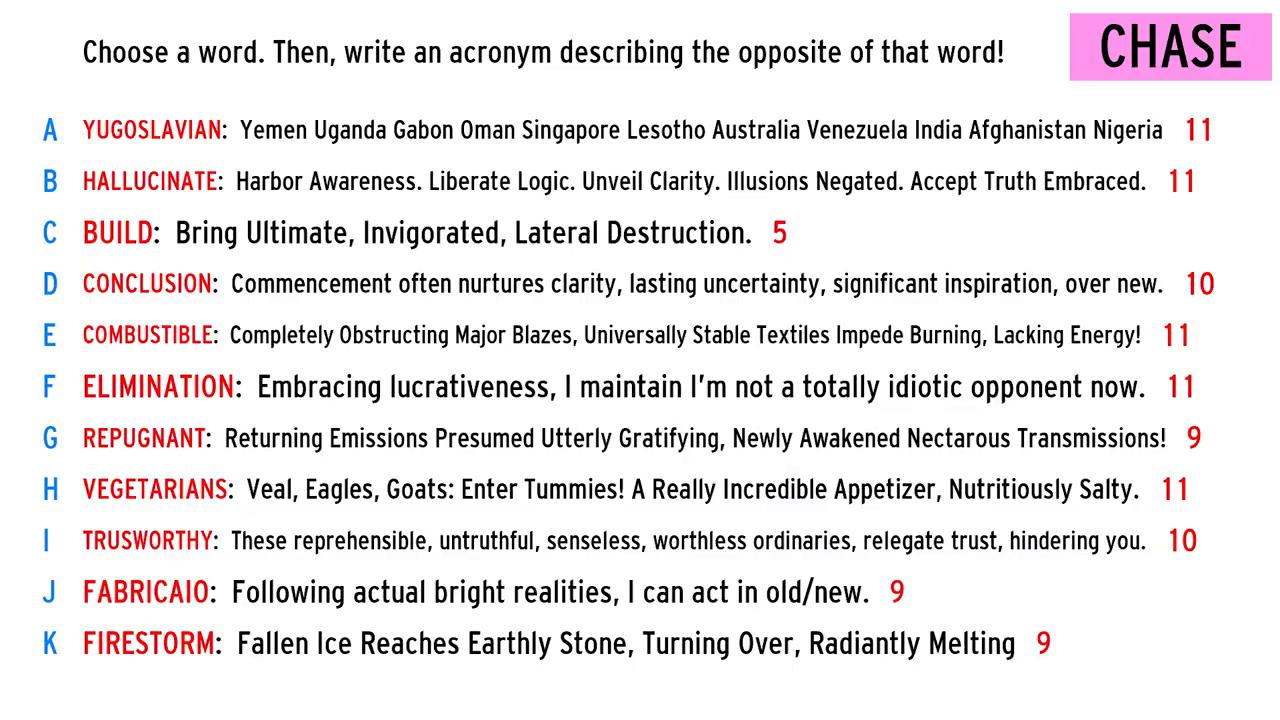 Choose a word. Then, write an acronym describing the opposite of that word!
CHASE
A YUGOSLAVIAN: Yemen Uganda Gabon Oman Singapore Lesotho Australia Venezuela India Afghanistan Nigeria 11
B HALLUCINATE: Harbor Awareness. Liberate Logic. Unveil Clarity. Illusions Negated. Accept Truth Embraced. 11
C BUILD: Bring Ultimate, Invigorated, Lateral Destruction. 5
D CONCLUSION: Commencement often nurtures clarity, lasting uncertainty, significant inspiration, over new. 10
E COMBUSTIBLE: Completely Obstructing Major Blazes, Universally Stable Textiles Impede Burning, Lacking Energy! 11
F ELIMINATION: Embracing lucrativeness, I maintain I'm not a totally idiotic opponent now. 11
G REPUGNANT: Returning Emissions Presumed Utterly Gratifying, Newly Awakened Nectarous Transmissions! 9
H VEGETARIANS: Veal, Eagles, Goats: Enter Tummies! A Really Incredible Appetizer, Nutritiously Salty. 11
I TRUSWORTHY: These reprehensible, untruthful, senseless, worthless ordinaries, relegate trust, hindering you. 10
J FABRICAIO: Following actual bright realities, I can act in old/new. 9
K FIRESTORM: Fallen Ice Reaches Earthly Stone, Turning Over, Radiantly Melting 9